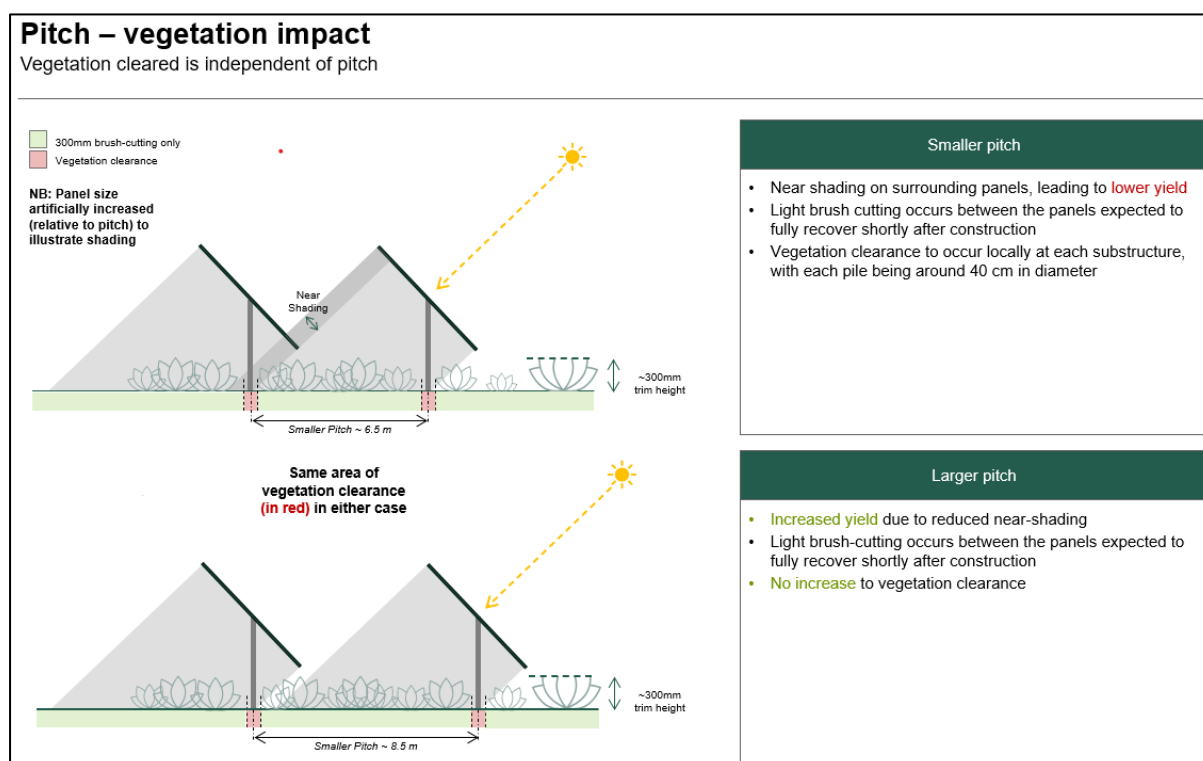 Pitch – vegetation impact
Vegetation cleared is independent of pitch
300mm brush-cutting only
Vegetation clearance
NB: Panel size
artificially increased
(relative to pitch) to
illustrate shading
Near
Shading
~300mm
trim height
Smaller Pitch ~ 6.5 m
Smaller pitch
• Near shading on surrounding panels, leading to lower yield
• Light brush cutting occurs between the panels expected to
fully recover shortly after construction
• Vegetation clearance to occur locally at each substructure,
with each pile being around 40 cm in diameter
Same area of
vegetation clearance
(in red) in either case
~300mm
trim height
Smaller Pitch ~ 8.5 m
Larger pitch
• Increased yield due to reduced near-shading
• Light brush-cutting occurs between the panels expected to
fully recover shortly after construction
• No increase to vegetation clearance